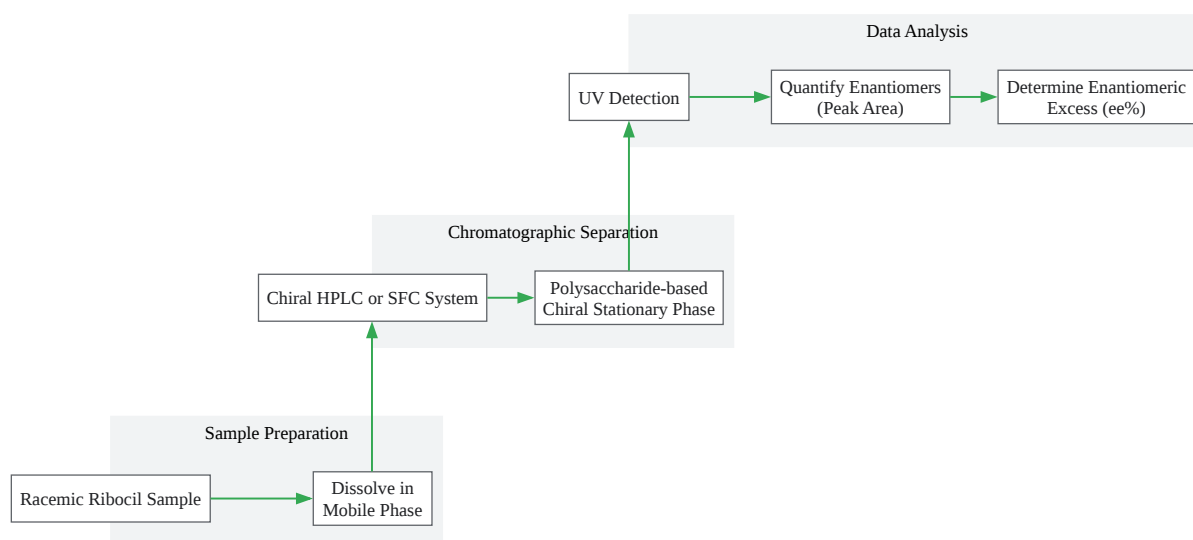 Data Analysis
UV Detection
Quantify Enantiomers
(Peak Area)
Determine Enantiomeric
Excess (ee%)
Chromatographic Separation
Chiral HPLC or SFC System
Polysaccharide-based
Chiral Stationary Phase
Sample Preparation
Racemic Ribocil Sample
Dissolve in
Mobile Phase